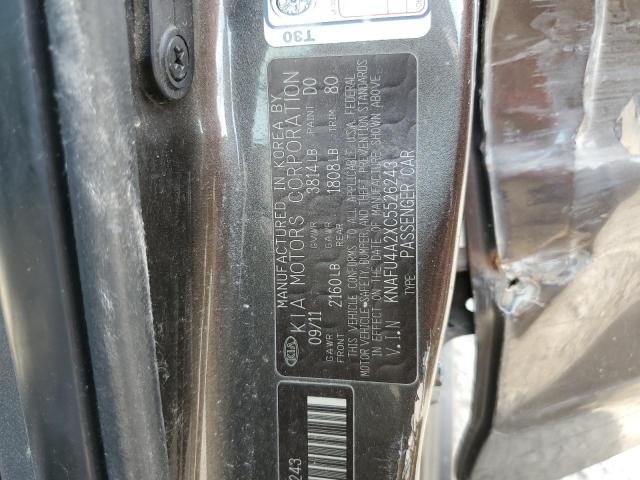 T30
MANUFACTURED IN KOREA BY
KIA MOTORS CORPORATION
09/11 GVWR 3814LB PAINT D0
GAWR FRONT 2160LB GAWR REAR 1808LB TRIM 80
THIS VEHICLE CONFORMS TO ALL APPLICABLE U.S.A. FEDERAL
MOTOR VEHICLE SAFETY, BUMPER, AND THEFT PREVENTION STANDARDS
IN EFFECT ON THE DATE OF MANUFACTURE SHOWN ABOVE.
V.I.N KNAFU4A2XC5526243
TYPE PASSENGER CAR
KIA
243